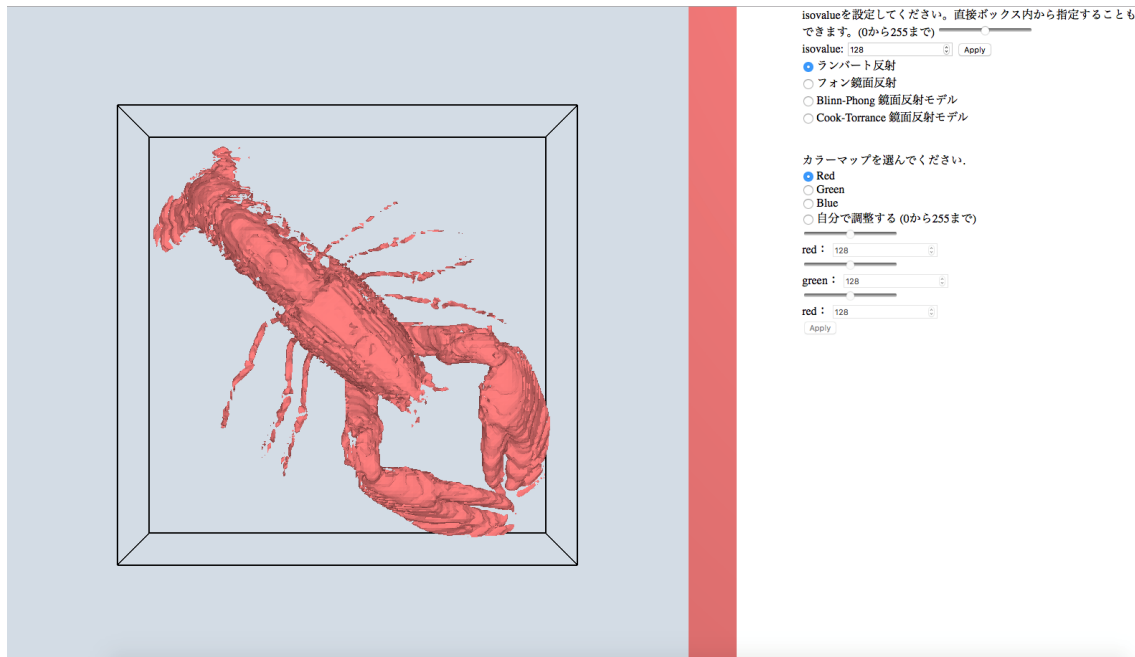 isovalueを設定してください。直接ボックス内から指定することも
できます。(0から255まで)
isovalue: 128 Apply
ランバート反射
フォン鏡面反射
Blinn-Phong 鏡面反射モデル
Cook-Torrance 鏡面反射モデル
カラーマップを選んでください.
Red
Green
Blue
自分で調整する (0から255まで)
red： 128
green： 128
red： 128
Apply